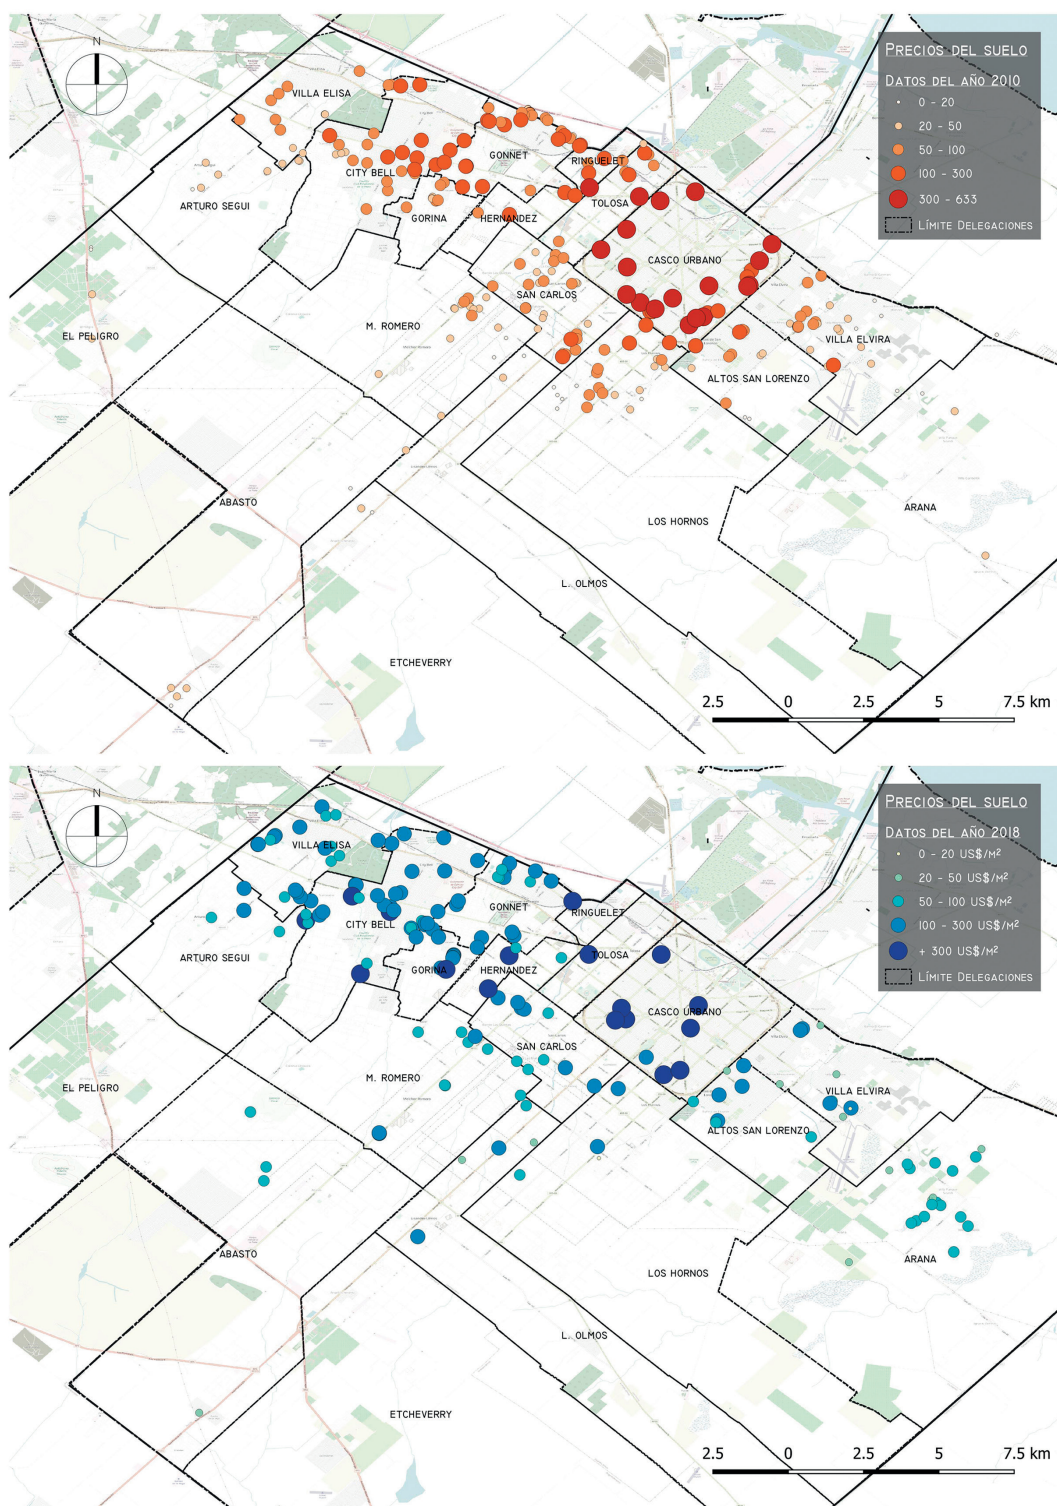 PRECIOS DEL SUELO
DATOS DEL AÑO 2010
0 - 20
20 - 50
50 - 100
100 - 300
300 - 633
LÍMITE DELEGACIONES
N
VILLA ELISA
GONNET
RINGUELET
CITY BELL
ARTURO SEGUI
GORINA
HERNANDEZ
TOLOSA
CASCO URBANO
SAN CARLOS
M. ROMERO
EL PELIGRO
VILLA ELVIRA
ALTOS SAN LORENZO
ABASTO
LOS HORNOS
ARANA
L. OLMOS
ETCHEVERRY
2.5 0 2.5 5 7.5 km
PRECIOS DEL SUELO
DATOS DEL AÑO 2018
0 - 20 US$/M²
20 - 50 US$/M²
50 - 100 US$/M²
100 - 300 US$/M²
+ 300 US$/M²
LÍMITE DELEGACIONES
N
VILLA ELISA
GONNET
RINGUELET
CITY BELL
ARTURO SEGUI
GORINA
HERNANDEZ
TOLOSA
CASCO URBANO
SAN CARLOS
M. ROMERO
EL PELIGRO
VILLA ELVIRA
ALTOS SAN LORENZO
ABASTO
LOS HORNOS
ARANA
L. OLMOS
ETCHEVERRY
2.5 0 2.5 5 7.5 km